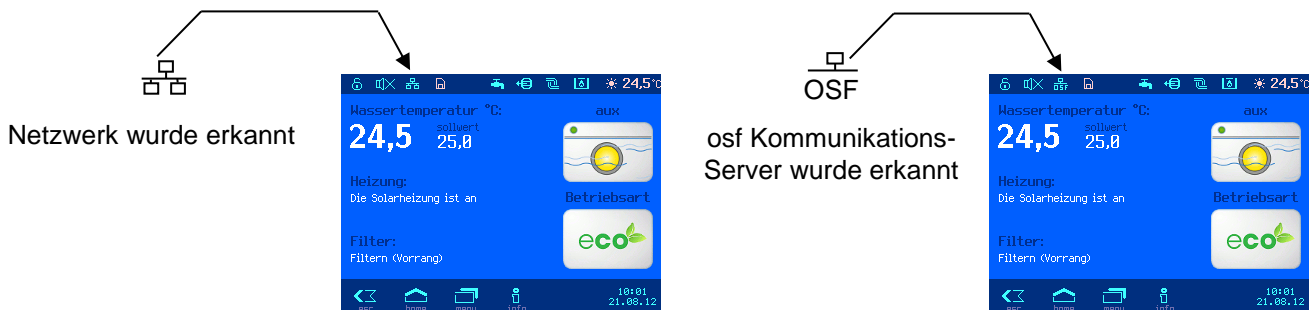 Netzwerk wurde erkannt
24,5°C
Wassertemperatur °C:
aux
24,5
sollwert
25,0
Heizung:
Die Solarheizung ist an
Betriebsart
eco
Filter:
Filtern (Vorrang)
esc
home
menu
info
10:01
21.08.12
OSF
osf Kommunikations-
Server wurde erkannt
OSF
24,5°C
Wassertemperatur °C:
aux
24,5
sollwert
25,0
Heizung:
Die Solarheizung ist an
Betriebsart
eco
Filter:
Filtern (Vorrang)
esc
home
menu
info
10:01
21.08.12